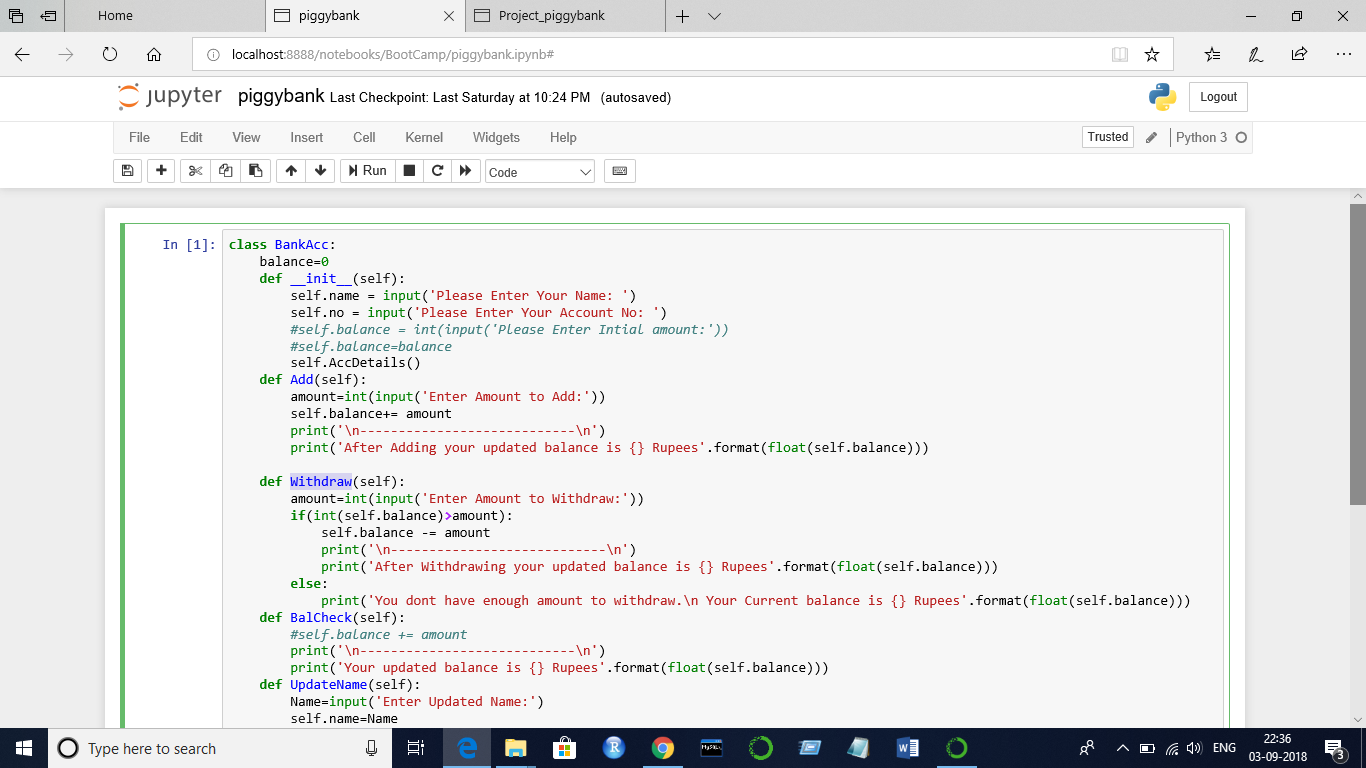 Home piggybank Project_piggybank
localhost:8888/notebooks/BootCamp/piggybank.ipynb#
jupyter piggybank Last Checkpoint: Last Saturday at 10:24 PM (autosaved) Logout
File Edit View Insert Cell Kernel Widgets Help Trusted Python 3
Run Code
In [1]: class BankAcc:
    balance=0
    def __init__(self):
        self.name = input('Please Enter Your Name: ')
        self.no = input('Please Enter Your Account No: ')
        #self.balance = int(input('Please Enter Intial amount:'))
        #self.balance=balance
        self.AccDetails()
    def Add(self):
        amount=int(input('Enter Amount to Add:'))
        self.balance+= amount
        print('\n----------------------------\n')
        print('After Adding your updated balance is {} Rupees'.format(float(self.balance)))
    def Withdraw(self):
        amount=int(input('Enter Amount to Withdraw:'))
        if(int(self.balance)>amount):
            self.balance -= amount
            print('\n----------------------------\n')
            print('After Withdrawing your updated balance is {} Rupees'.format(float(self.balance)))
        else:
            print('You dont have enough amount to withdraw.\n Your Current balance is {} Rupees'.format(float(self.balance)))
    def BalCheck(self):
        #self.balance += amount
        print('\n----------------------------\n')
        print('Your updated balance is {} Rupees'.format(float(self.balance)))
    def UpdateName(self):
        Name=input('Enter Updated Name:')
        self.name=Name
Type here to search R MySQL W ENG 22:36
03-09-2018 3